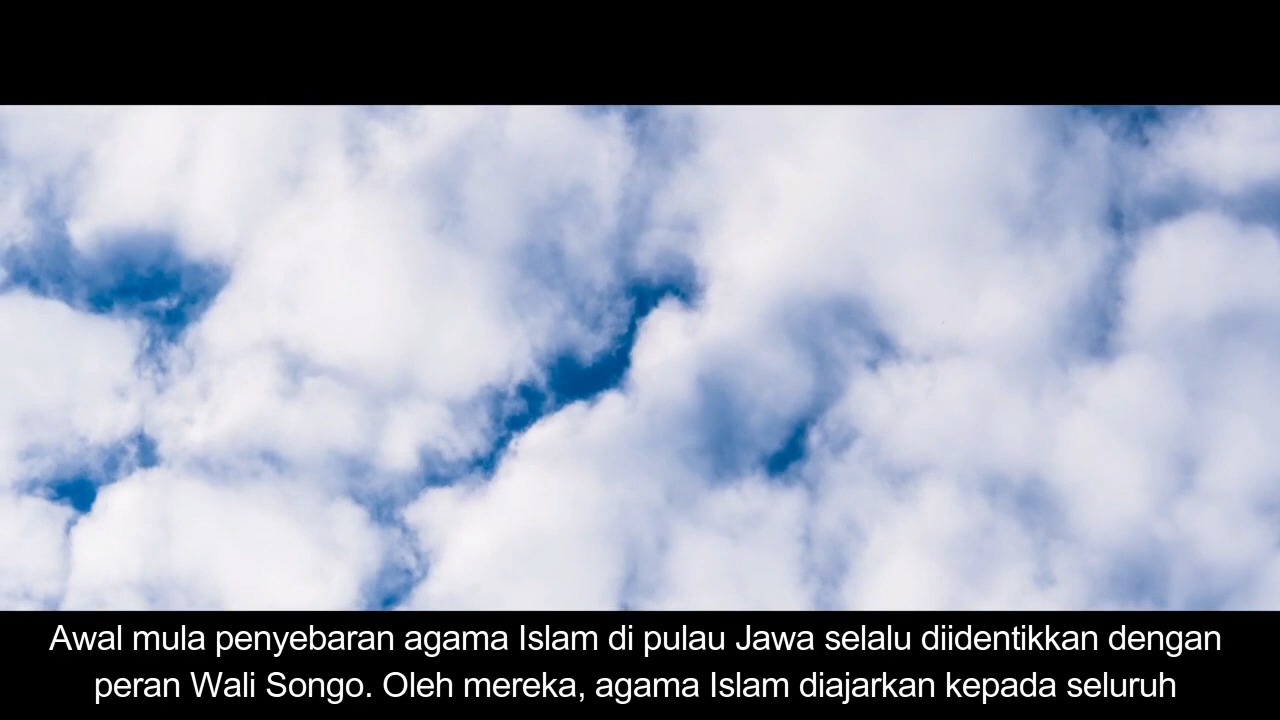 Awal mula penyebaran agama Islam di pulau Jawa selalu diidentikkan dengan
peran Wali Songo. Oleh mereka, agama Islam diajarkan kepada seluruh